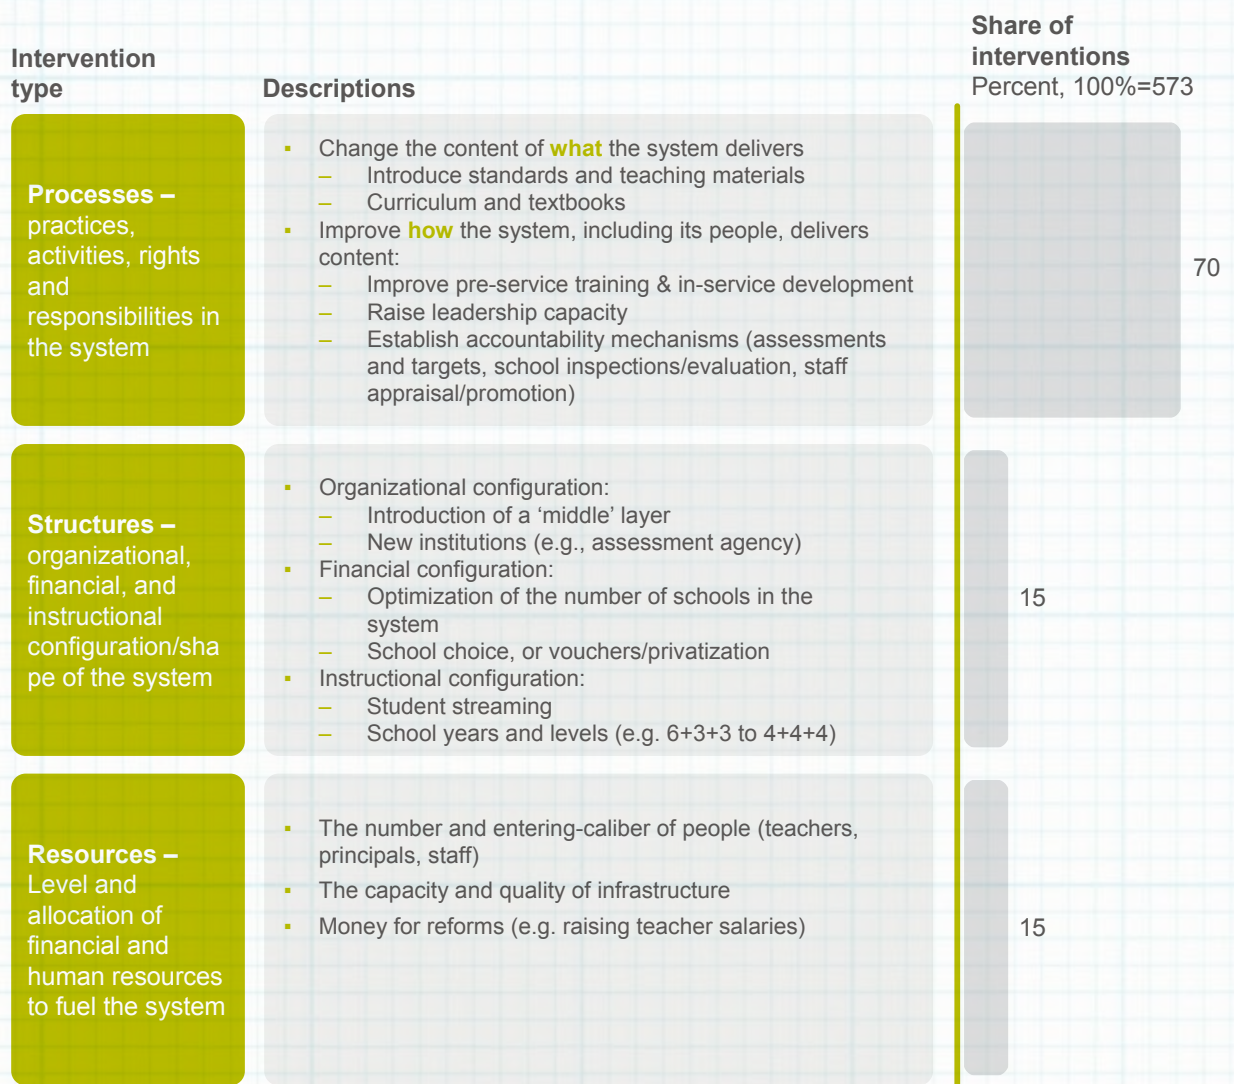 Intervention
type
Descriptions
Share of
interventions
Percent, 100%=573
Processes –
practices,
activities, rights
and
responsibilities in
the system
▪ Change the content of what the system delivers
– Introduce standards and teaching materials
– Curriculum and textbooks
▪ Improve how the system, including its people, delivers
content:
– Improve pre-service training & in-service development
– Raise leadership capacity
– Establish accountability mechanisms (assessments
and targets, school inspections/evaluation, staff
appraisal/promotion)
70
Structures –
organizational,
financial, and
instructional
configuration/sha
pe of the system
▪ Organizational configuration:
– Introduction of a ‘middle’ layer
– New institutions (e.g., assessment agency)
▪ Financial configuration:
– Optimization of the number of schools in the
system
– School choice, or vouchers/privatization
▪ Instructional configuration:
– Student streaming
– School years and levels (e.g. 6+3+3 to 4+4+4)
15
Resources –
Level and
allocation of
financial and
human resources
to fuel the system
▪ The number and entering-caliber of people (teachers,
principals, staff)
▪ The capacity and quality of infrastructure
▪ Money for reforms (e.g. raising teacher salaries)
15